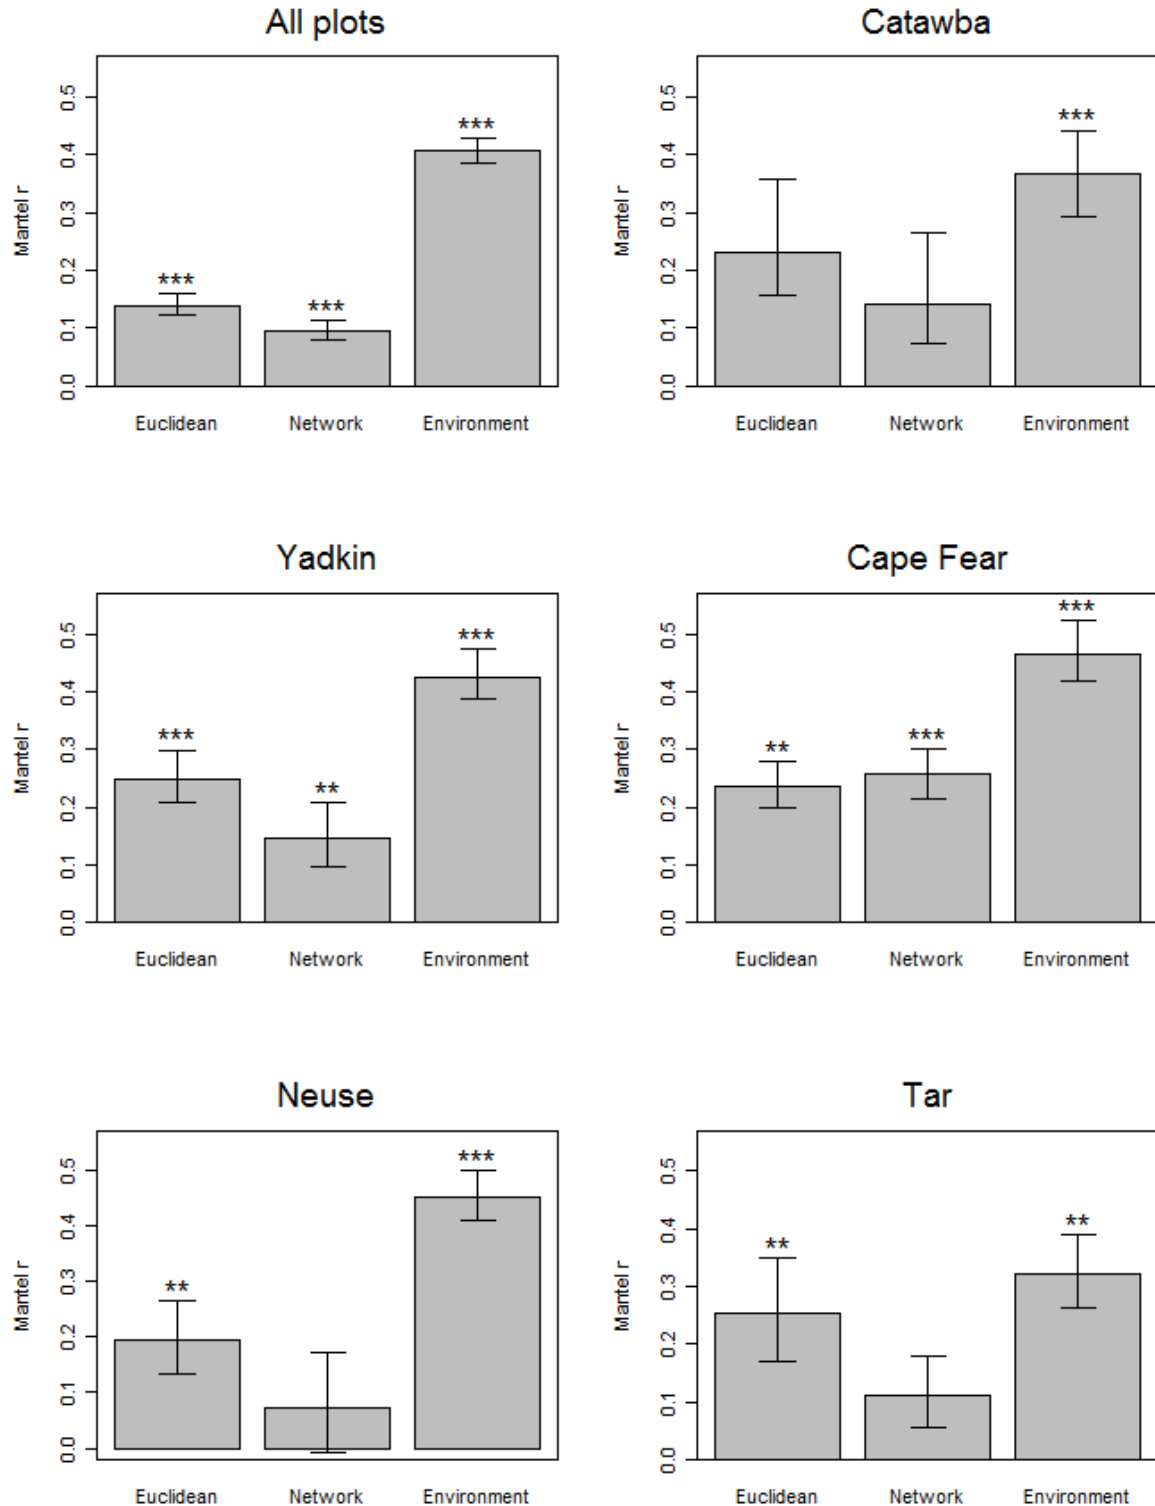 All plots
Mantel r
0.0 0.1 0.2 0.3 0.4 0.5
*** *** ***
Euclidean Network Environment
Catawba
Mantel r
0.0 0.1 0.2 0.3 0.4 0.5
***
Euclidean Network Environment
Yadkin
Mantel r
0.0 0.1 0.2 0.3 0.4 0.5
*** ** ***
Euclidean Network Environment
Cape Fear
Mantel r
0.0 0.1 0.2 0.3 0.4 0.5
** *** ***
Euclidean Network Environment
Neuse
Mantel r
0.0 0.1 0.2 0.3 0.4 0.5
** ***
Euclidean Network Environment
Tar
Mantel r
0.0 0.1 0.2 0.3 0.4 0.5
** **
Euclidean Network Environment